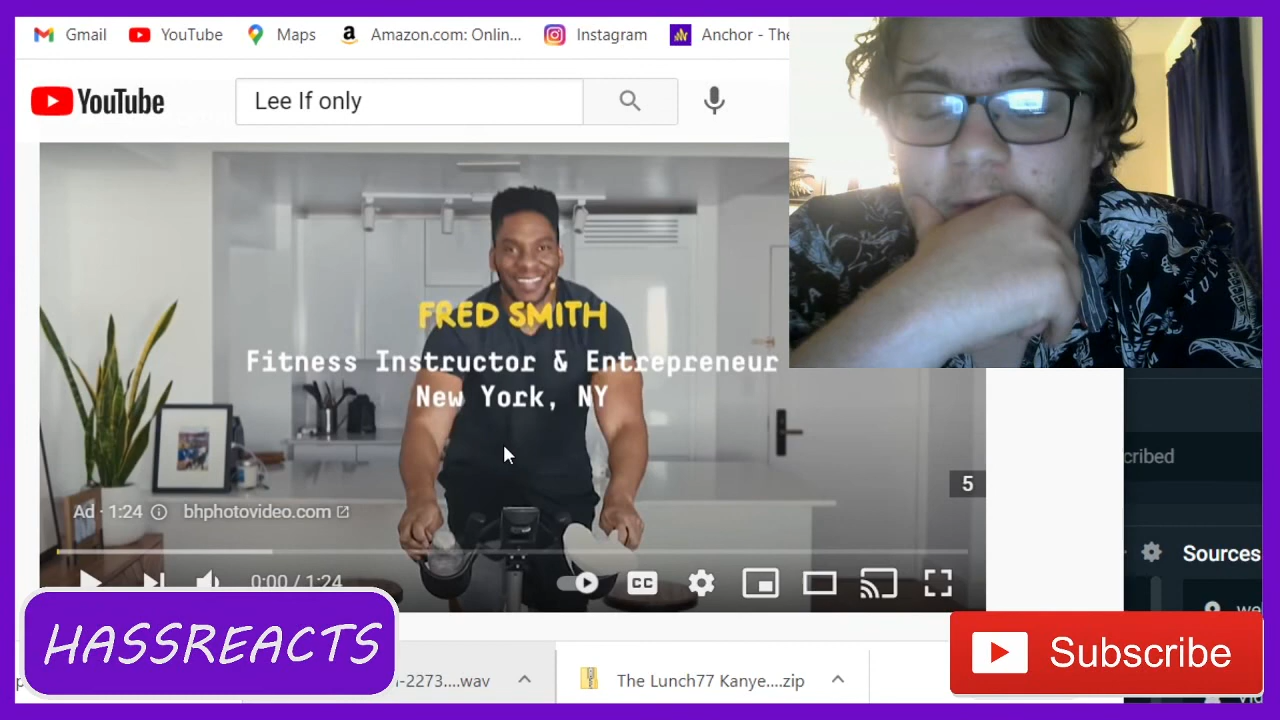 Gmail YouTube Maps Amazon.com: Onlin... Instagram Anchor - The
YouTube
Lee If only
FRED SMITH
Fitness Instructor & Entrepreneur
New York, NY
5
cribed
Ad · 1:24 bhphotovideo.com
Sources
0:00 / 1:24
CC
HASSREACTS
Subscribe
-2273....wav
The Lunch77 Kanye....zip